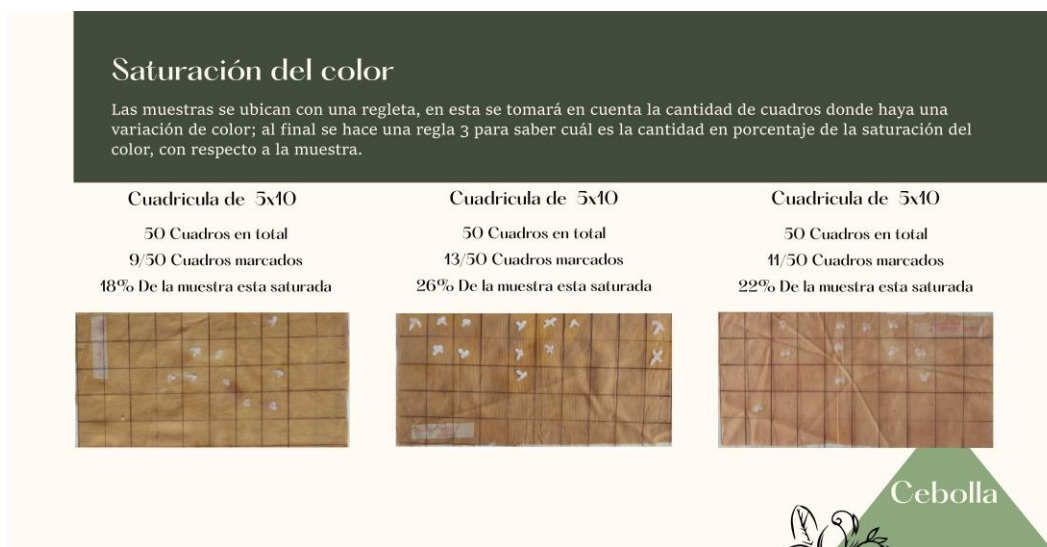 Saturación del color
Las muestras se ubican con una regleta, en esta se tomará en cuenta la cantidad de cuadros donde haya una
variación de color; al final se hace una regla 3 para saber cuál es la cantidad en porcentaje de la saturación del
color, con respecto a la muestra.
Cuadricula de 5x10
50 Cuadros en total
9/50 Cuadros marcados
18% De la muestra esta saturada
Cuadricula de 5x10
50 Cuadros en total
13/50 Cuadros marcados
26% De la muestra esta saturada
Cuadricula de 5x10
50 Cuadros en total
11/50 Cuadros marcados
22% De la muestra esta saturada
Cebolla